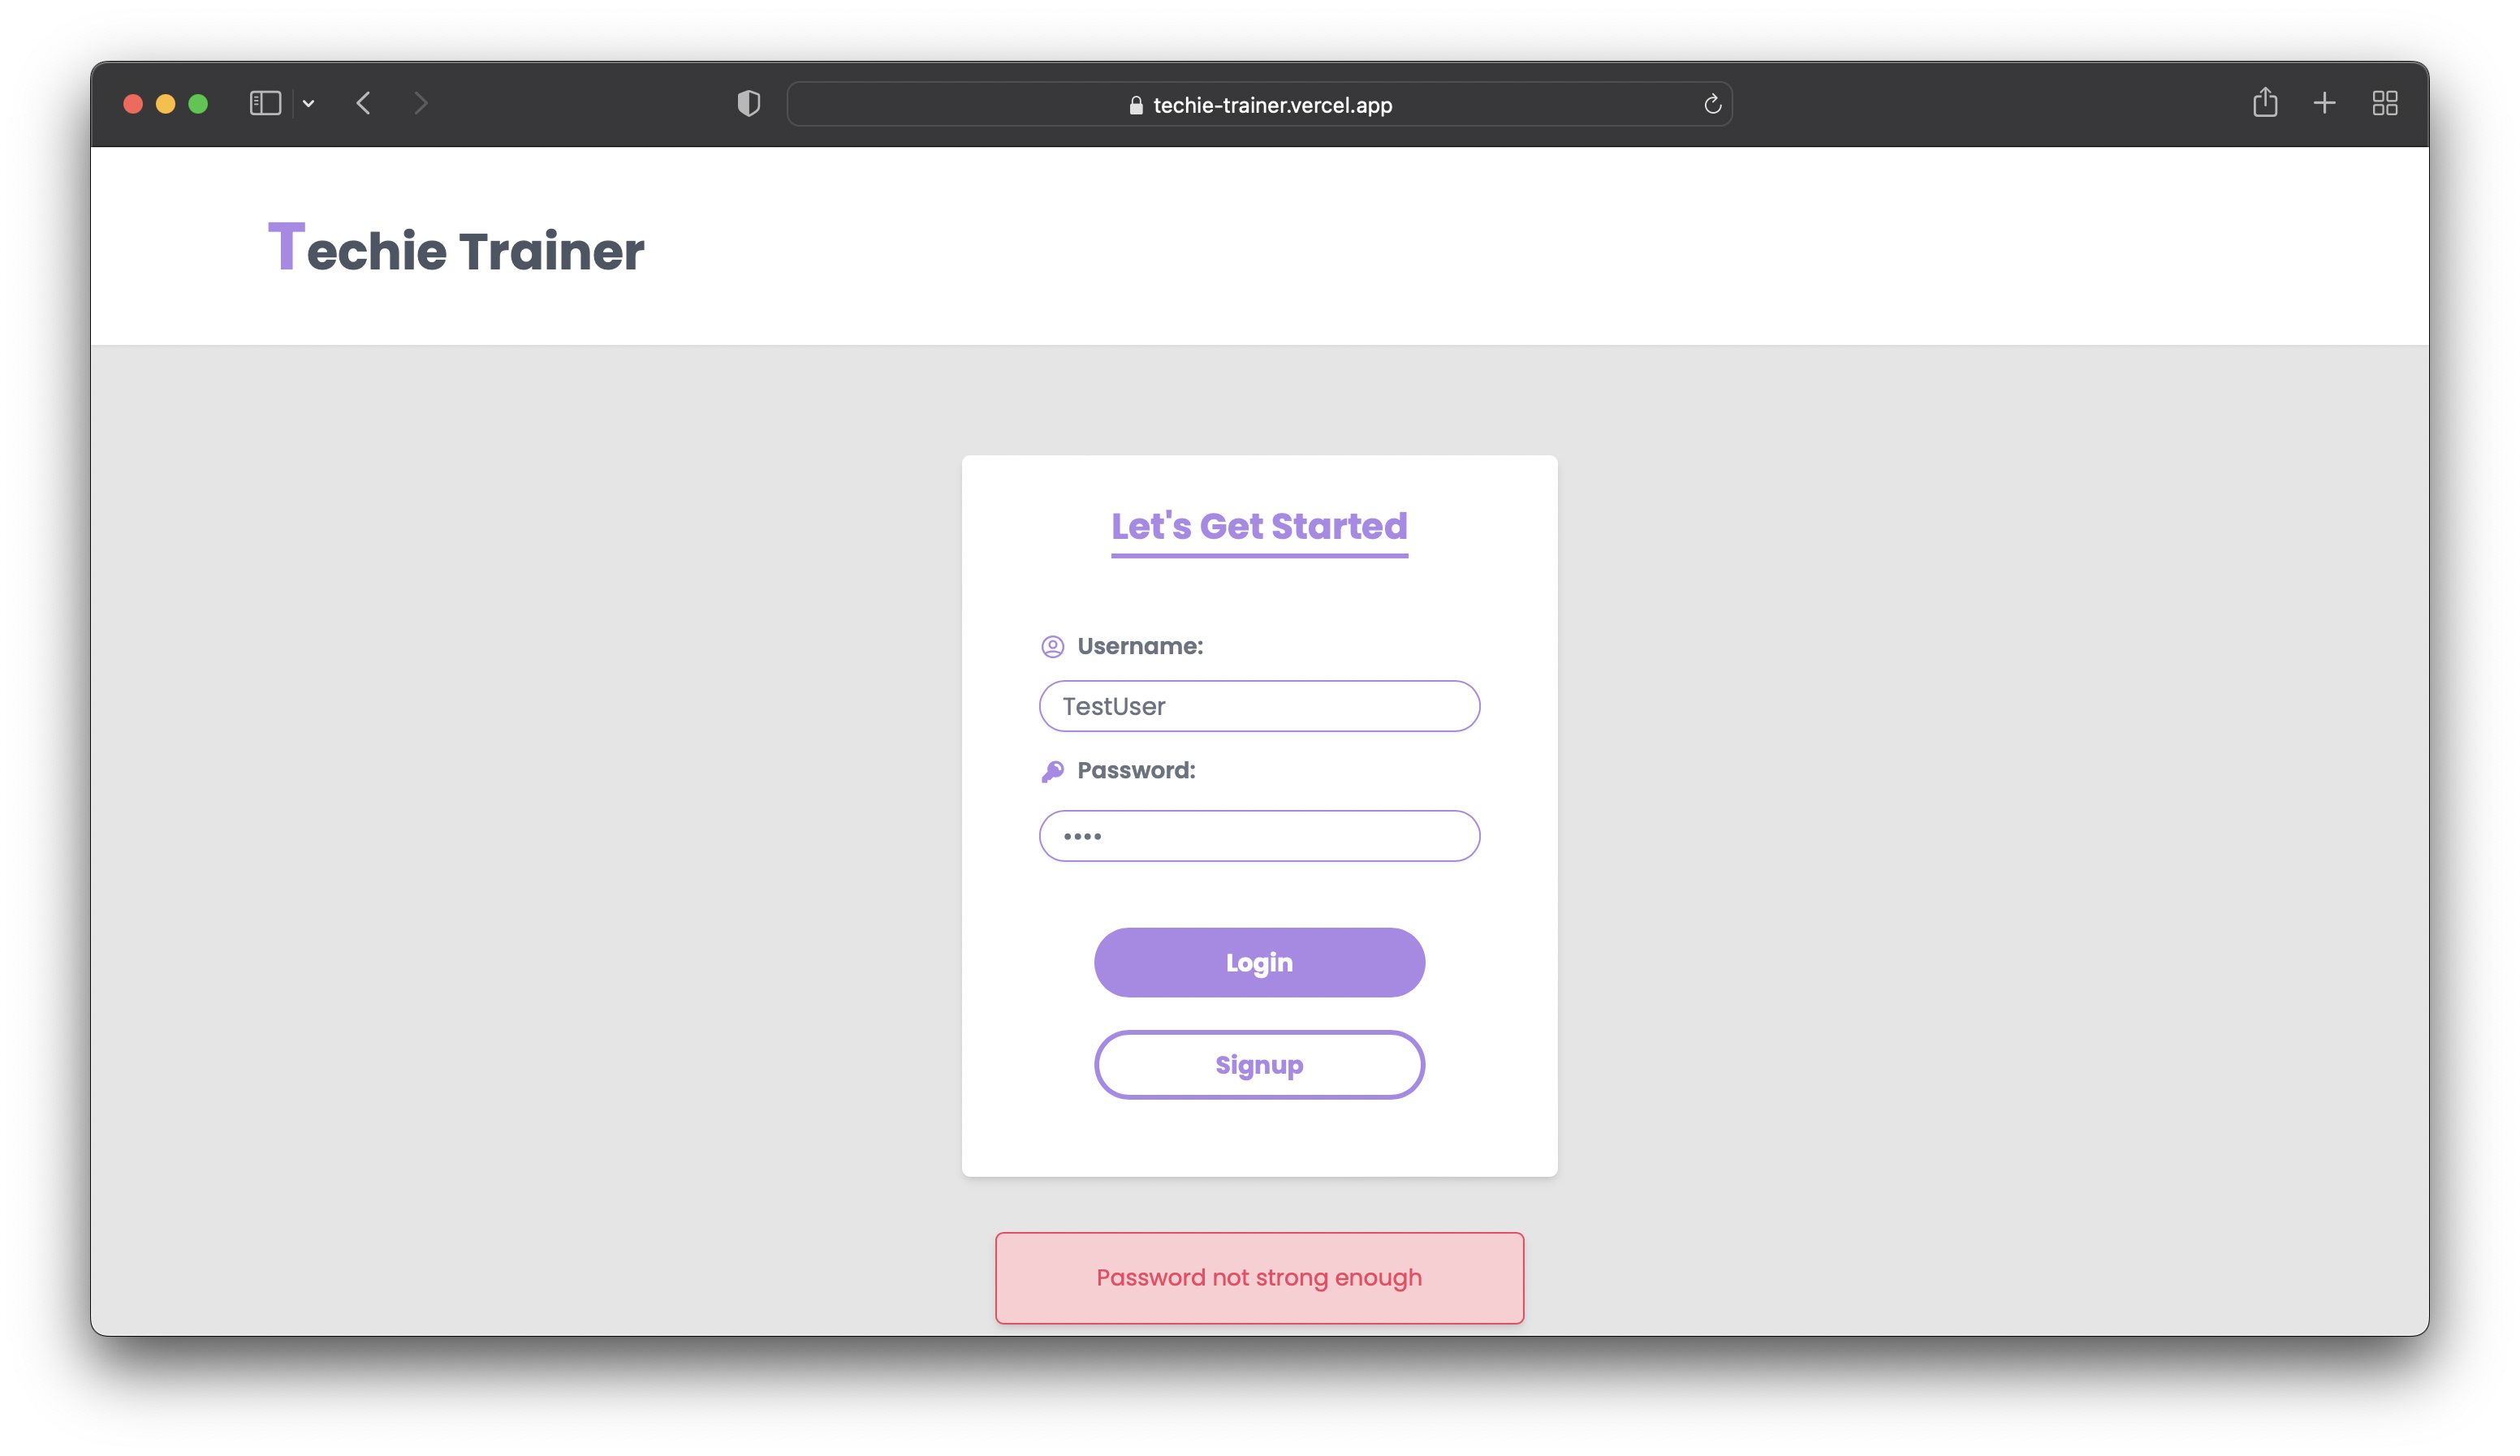 techie-trainer.vercel.app
Techie Trainer
Let's Get Started
Username:
TestUser
Password:
••••
Login
Signup
Password not strong enough